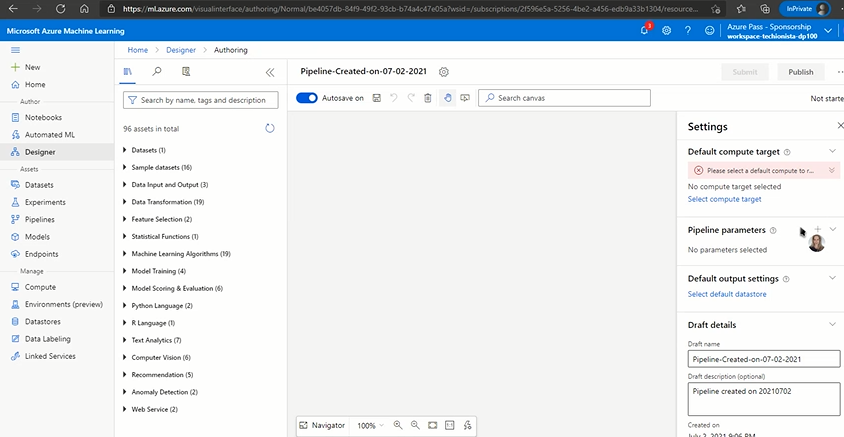 https://ml.azure.com/visualinterface/authoring/Normal/be4057db-84f9-49f2-93cb-b74a4c47e05a?wsid=/subscriptions/2f596e5a-5256-4be2-a456-edb9a33b1304/resource...
InPrivate
Microsoft Azure Machine Learning
3
Azure Pass - Sponsorship
workspace-techionista-dp100
New
Home
Author
Notebooks
Automated ML
Designer
Assets
Datasets
Experiments
Pipelines
Models
Endpoints
Manage
Compute
Environments (preview)
Datastores
Data Labeling
Linked Services
Home > Designer > Authoring
Search by name, tags and description
96 assets in total
Datasets (1)
Sample datasets (16)
Data Input and Output (3)
Data Transformation (19)
Feature Selection (2)
Statistical Functions (1)
Machine Learning Algorithms (19)
Model Training (4)
Model Scoring & Evaluation (6)
Python Language (2)
R Language (1)
Text Analytics (7)
Computer Vision (6)
Recommendation (5)
Anomaly Detection (2)
Web Service (2)
Pipeline-Created-on-07-02-2021
Submit
Publish
Autosave on
Search canvas
Not starte
Navigator
100%
Settings
Default compute target
Please select a default compute to r...
No compute target selected
Select compute target
Pipeline parameters
No parameters selected
Default output settings
Select default datastore
Draft details
Draft name
Pipeline-Created-on-07-02-2021
Draft description (optional)
Pipeline created on 20210702
Created on